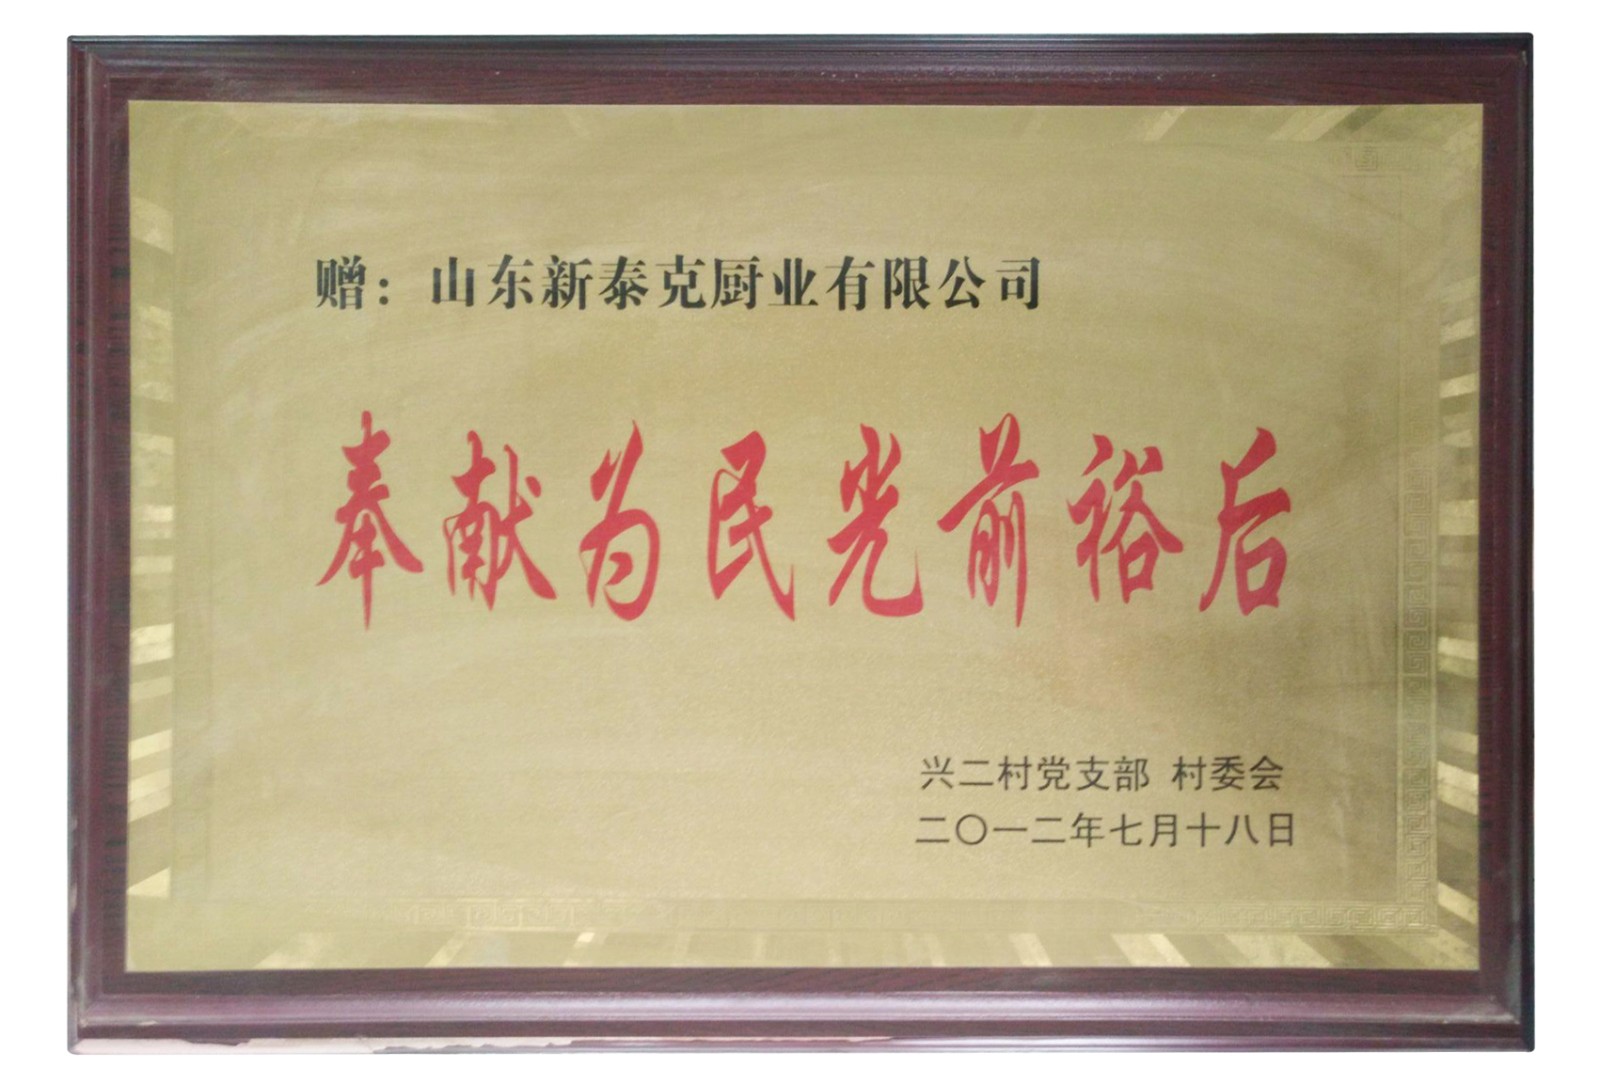 赠：山东新泰克厨业有限公司
奉献为民光前裕后
兴二村党支部 村委会
二〇一二年七月十八日